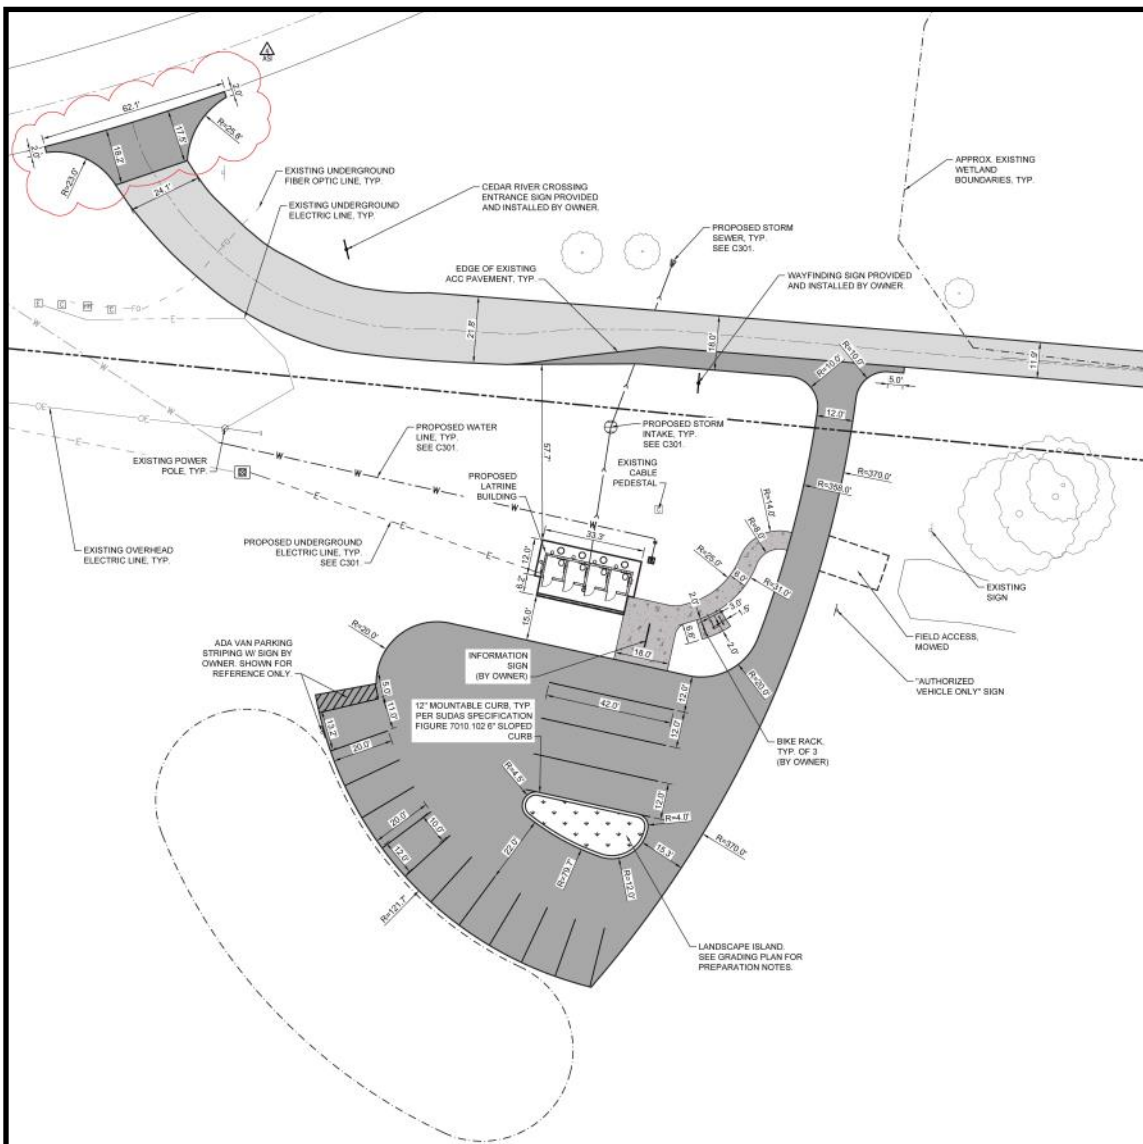 4
ASI
62.1'
2.0'
2.0'
17.5'
R=25.8'
18.2'
R=23.0'
24.1'
EXISTING UNDERGROUND
FIBER OPTIC LINE, TYP.
EXISTING UNDERGROUND
ELECTRIC LINE, TYP.
CEDAR RIVER CROSSING
ENTRANCE SIGN PROVIDED
AND INSTALLED BY OWNER.
APPROX. EXISTING
WETLAND
BOUNDARIES, TYP.
PROPOSED STORM
SEWER, TYP.
SEE C301.
EDGE OF EXISTING
ACC PAVEMENT, TYP.
WAYFINDING SIGN PROVIDED
AND INSTALLED BY OWNER.
FO
E
C
C
FO
E
W
W
W
21.8'
18.0'
11.9'
R=10.0'
R=10.0'
5.0'
12.0'
57.7'
OE
OE
E
EXISTING POWER
POLE, TYP.
PROPOSED WATER
LINE, TYP.
SEE C301.
PROPOSED STORM
INTAKE, TYP.
SEE C301.
EXISTING
CABLE
PEDESTAL
C
PROPOSED
LATRINE
BUILDING
W
W
W
W
W
E
E
E
R=370.0'
R=358.0'
EXISTING OVERHEAD
ELECTRIC LINE, TYP.
PROPOSED UNDERGROUND
ELECTRIC LINE, TYP.
SEE C301.
33.3'
12.0'
6.2'
15.0'
R=14.0'
R=8.0'
R=25.0'
6.0'
R=31.0'
2.0'
3.0'
1.5'
6.6'
2.0'
18.0'
EXISTING
SIGN
FIELD ACCESS,
MOWED
"AUTHORIZED
VEHICLE ONLY" SIGN
R=20.0'
ADA VAN PARKING
STRIPING W/ SIGN BY
OWNER. SHOWN FOR
REFERENCE ONLY.
INFORMATION
SIGN
(BY OWNER)
R=20.0'
12" MOUNTABLE CURB, TYP.
PER SUDAS SPECIFICATION
FIGURE 7010.102 6" SLOPED
CURB
5.0'
11.0'
42.0'
12.0'
12.0'
BIKE RACK,
TYP. OF 3
(BY OWNER)
13.2'
20.0'
R=4.5'
12.0'
R=4.0'
20.0'
10.0'
12.0'
22.0'
R=79.7'
R=12.0'
15.3'
R=370.0'
R=121.7'
LANDSCAPE ISLAND.
SEE GRADING PLAN FOR
PREPARATION NOTES.